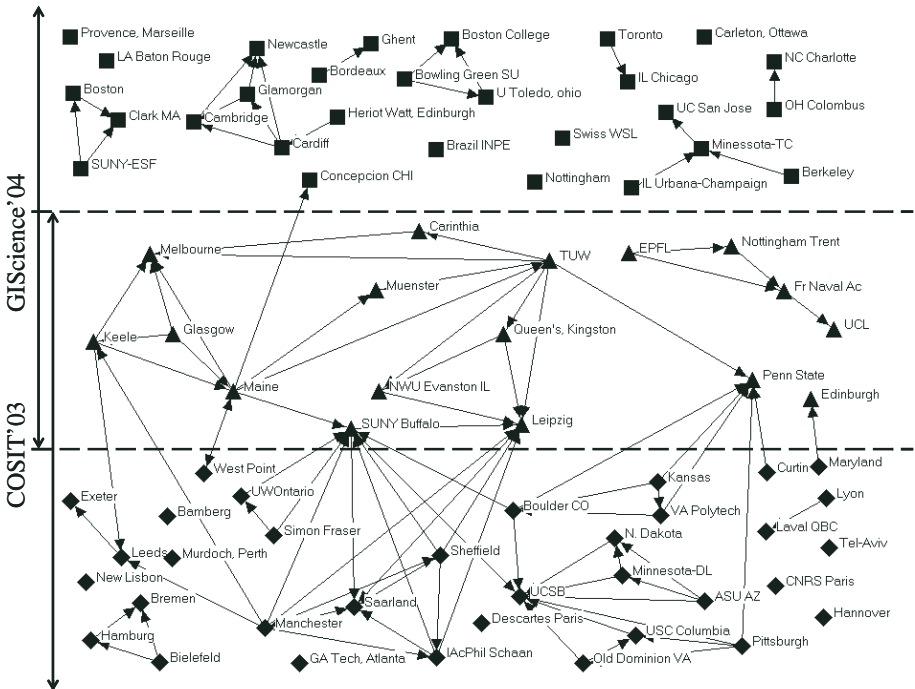 Provence, Marseille
LA Baton Rouge
Newcastle
Ghent
Boston College
Toronto
Carleton, Ottawa
NC Charlotte
Bordeaux
Bowling Green SU
IL Chicago
Boston
Glamorgan
U Toledo, ohio
Clark MA
Cambridge
Heriot Watt, Edinburgh
UC San Jose
OH Colombus
Cardiff
Brazil INPE
Swiss WSL
Minessota-TC
SUNY-ESF
Concepcion CHI
Nottingham
IL Urbana-Champaign
Berkeley
GIScience'04
Carinthia
Melbourne
TUW
EPFL
Nottingham Trent
Muenster
Fr Naval Ac
Keele
Glasgow
Queen's, Kingston
UCL
Maine
NWU Evanston IL
Penn State
Edinburgh
SUNY Buffalo
Leipzig
COSIT'03
West Point
Curtin
Maryland
Exeter
UWOntario
Kansas
Lyon
Bamberg
Boulder CO
VA Polytech
Simon Fraser
N. Dakota
Laval QBC
Leeds
Murdoch, Perth
Sheffield
Tel-Aviv
New Lisbon
Minnesota-DL
CNRS Paris
Bremen
Saarland
UCSB
ASU AZ
Manchester
Descartes Paris
Hannover
Hamburg
USC Columbia
Pittsburgh
Bielefeld
GA Tech, Atlanta
IAcPhil Schaan
Old Dominion VA